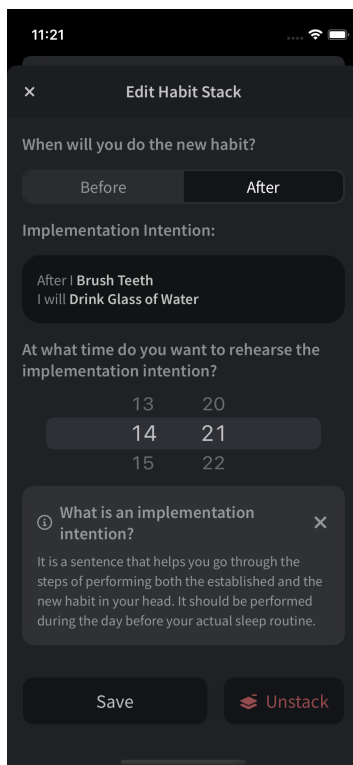 11:21
Edit Habit Stack
When will you do the new habit?
Before After
Implementation Intention:
After I Brush Teeth
I will Drink Glass of Water
At what time do you want to rehearse the
implementation intention?
13 20
14 21
15 22
What is an implementation
intention?
It is a sentence that helps you go through the
steps of performing both the established and the
new habit in your head. It should be performed
during the day before your actual sleep routine.
Save Unstack